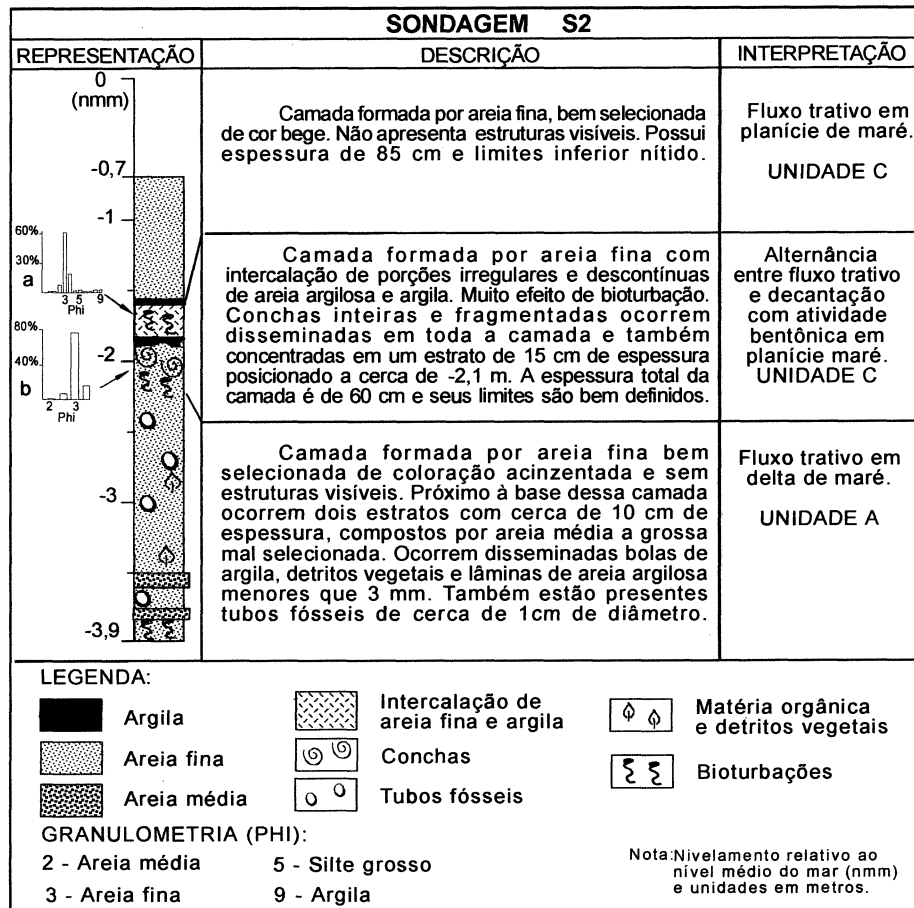 SONDAGEM S2
REPRESENTAÇÃO
DESCRIÇÃO
INTERPRETAÇÃO
0
(nmm)
-0,7
-1
-2
-3
-3,9
60%
30%
a
3 5 9
Phi
80%
40%
b
2 3
Phi
Camada formada por areia fina, bem selecionada
de cor bege. Não apresenta estruturas visíveis. Possui
espessura de 85 cm e limites inferior nítido.
Fluxo trativo em
planície de maré.
UNIDADE C
Camada formada por areia fina com
intercalação de porções irregulares e descontínuas
de areia argilosa e argila. Muito efeito de bioturbação.
Conchas inteiras e fragmentadas ocorrem
disseminadas em toda a camada e também
concentradas em um estrato de 15 cm de espessura
posicionado a cerca de -2,1 m. A espessura total da
camada é de 60 cm e seus limites são bem definidos.
Alternância
entre fluxo trativo
e decantação
com atividade
bentônica em
planície maré.
UNIDADE C
Camada formada por areia fina bem
selecionada de coloração acinzentada e sem
estruturas visíveis. Próximo à base dessa camada
ocorrem dois estratos com cerca de 10 cm de
espessura, compostos por areia média a grossa
mal selecionada. Ocorrem disseminadas bolas de
argila, detritos vegetais e lâminas de areia argilosa
menores que 3 mm. Também estão presentes
tubos fósseis de cerca de 1cm de diâmetro.
Fluxo trativo em
delta de maré.
UNIDADE A
LEGENDA:
Argila
Areia fina
Areia média
Intercalação de
areia fina e argila
Conchas
Tubos fósseis
Matéria orgânica
e detritos vegetais
Bioturbações
GRANULOMETRIA (PHI):
2 - Areia média
3 - Areia fina
5 - Silte grosso
9 - Argila
Nota:Nivelamento relativo ao
nível médio do mar (nmm)
e unidades em metros.